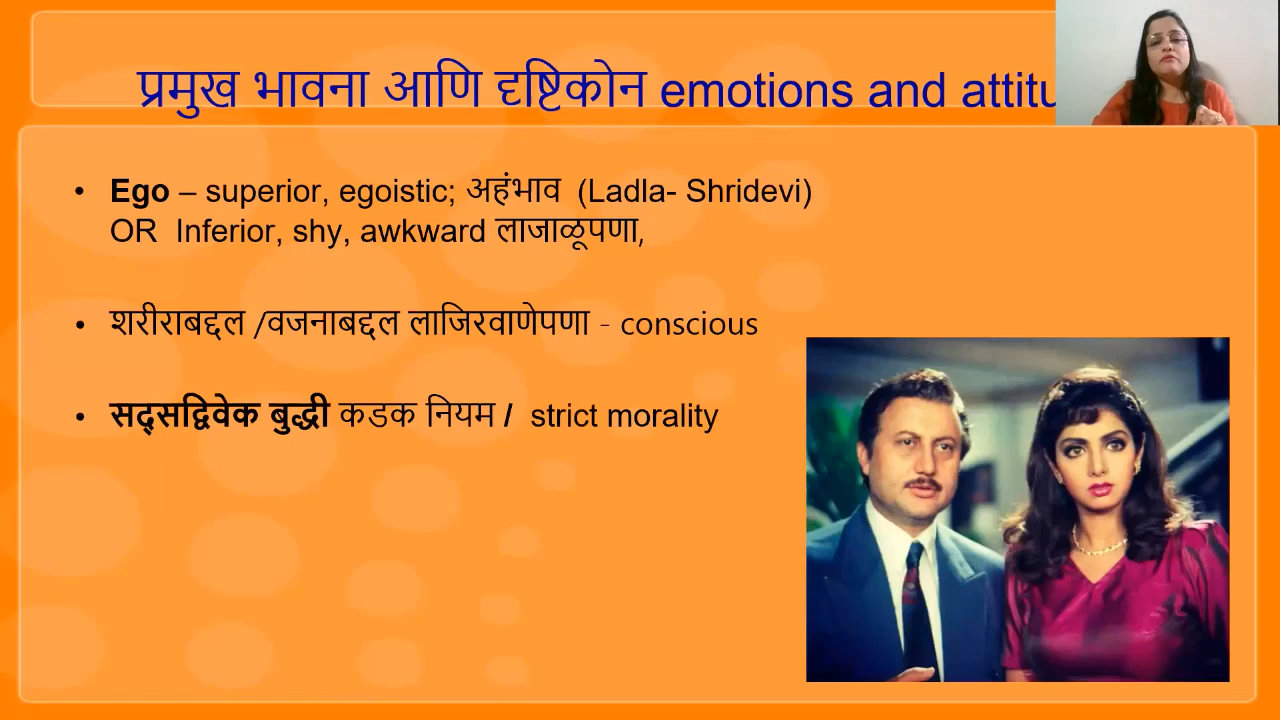 प्रमुख भावना आणि दृष्टिकोन emotions and attitu
• Ego – superior, egoistic; अहंभाव (Ladla- Shridevi)
OR Inferior, shy, awkward लाजाळूपणा,
• शरीराबद्दल /वजनाबद्दल लाजिरवाणेपणा - conscious
• सद्सद्विवेक बुद्धी कडक नियम / strict morality